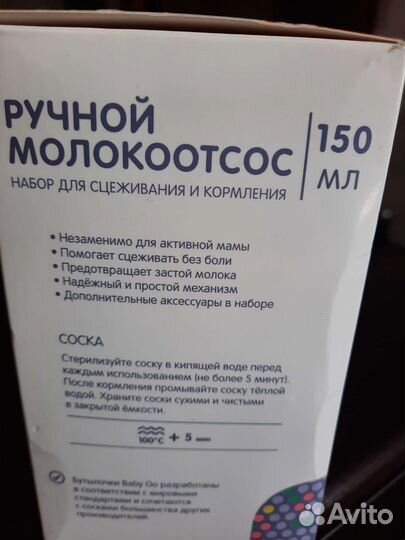 РУЧНОЙ
МОЛОКООТСОС
150
МЛ
НАБОР ДЛЯ СЦЕЖИВАНИЯ И КОРМЛЕНИЯ
• Незаменимо для активной мамы
• Помогает сцеживать без боли
• Предотвращает застой молока
• Надёжный и простой механизм
• Дополнительные аксессуары в наборе
СОСКА
Стерилизуйте соску в кипящей воде перед
каждым использованием (не более 5 минут).
После кормления промывайте соску тёплой
водой. Храните соски сухими и чистыми
в закрытой ёмкости.
100°C + 5 мин
Бутылочки Baby Go разработаны
в соответствии с мировыми
стандартами и сочетаются
с сосками большинства других
производителей.
Avito